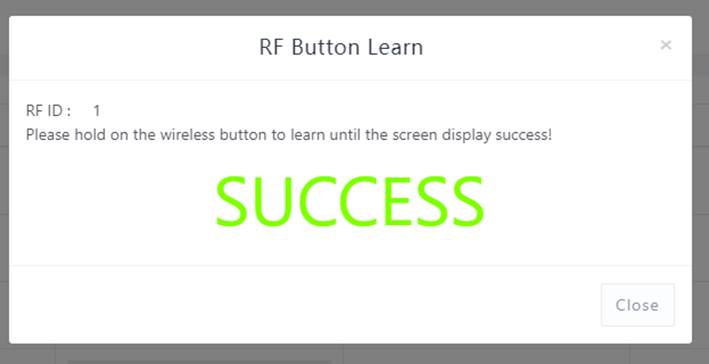 RF Button Learn
×
RF ID : 1
Please hold on the wireless button to learn until the screen display success!
SUCCESS
Close